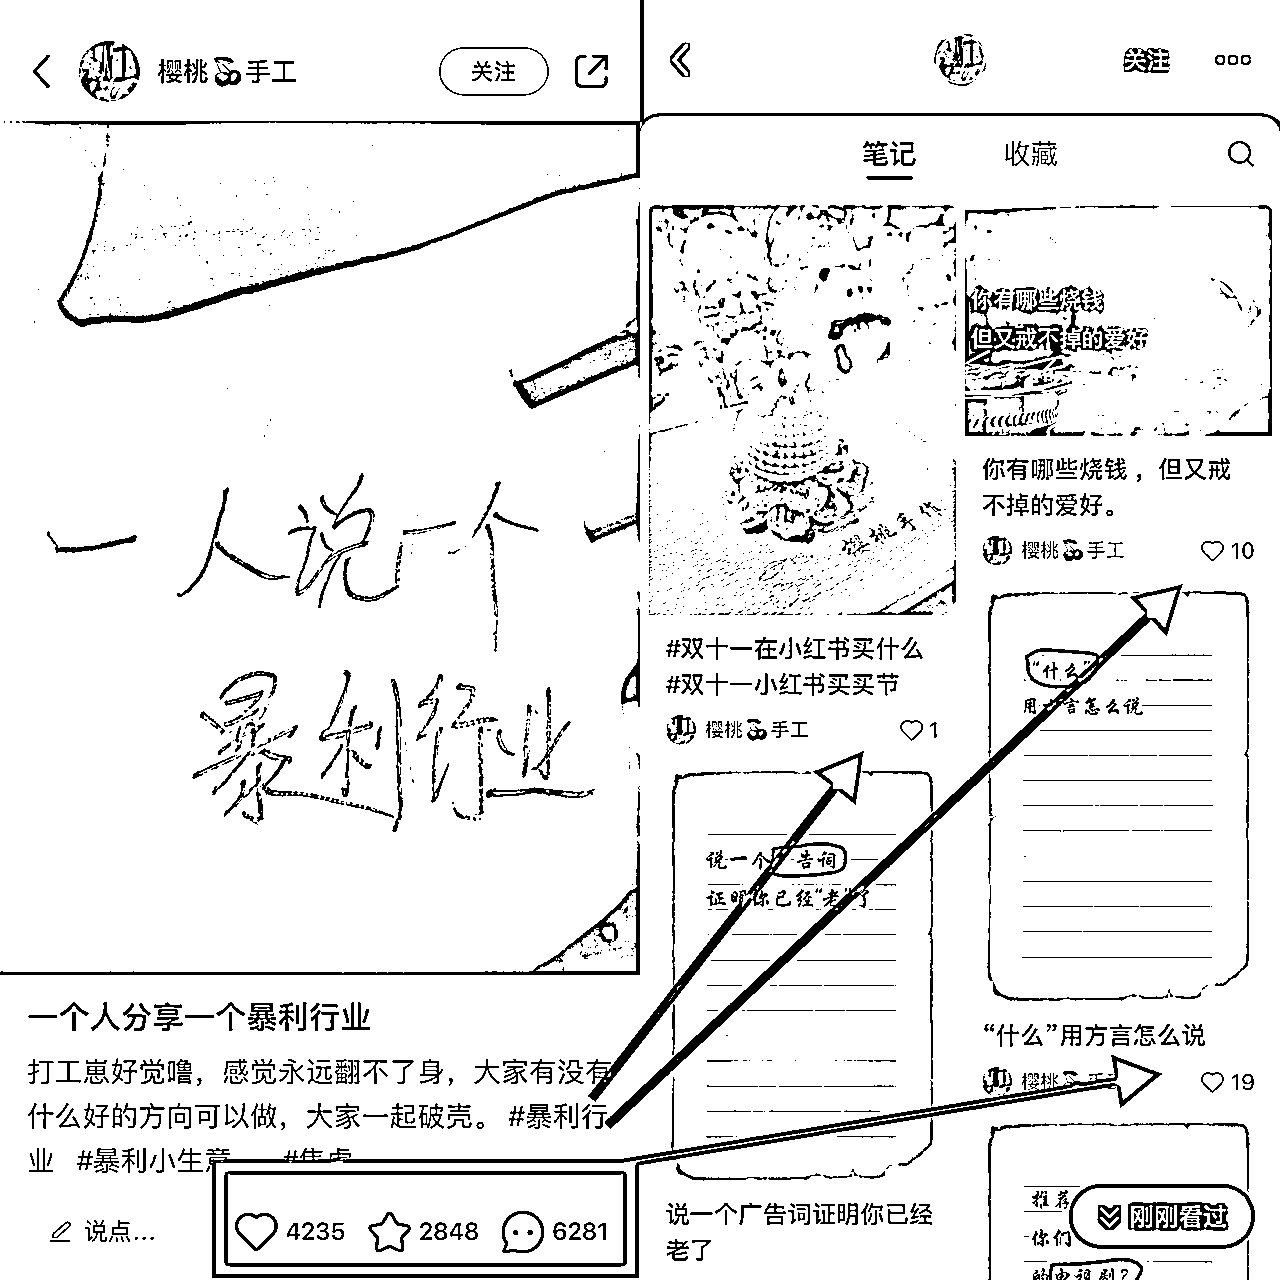 樱桃🍒手工
关注
一人说一个
暴利行业
一个人分享一个暴利行业
打工崽好觉噜，感觉永远翻不了身，大家有没有
什么好的方向可以做，大家一起破壳。 #暴利行
业 #暴利小生意 #焦虑
说点...
4235
2848
6281
关注
笔记
收藏
樱桃手作
#双十一在小红书买什么
#双十一小红书买买节
樱桃🍒手工
1
说一个广告词
证明你已经“老”了
说一个广告词证明你已经
老了
你有哪些烧钱
但又戒不掉的爱好
你有哪些烧钱，但又戒
不掉的爱好。
樱桃🍒手工
10
“什么”
用方言怎么说
“什么”用方言怎么说
樱桃🍒手工
19
推荐
你们
的电视剧？
刚刚看过